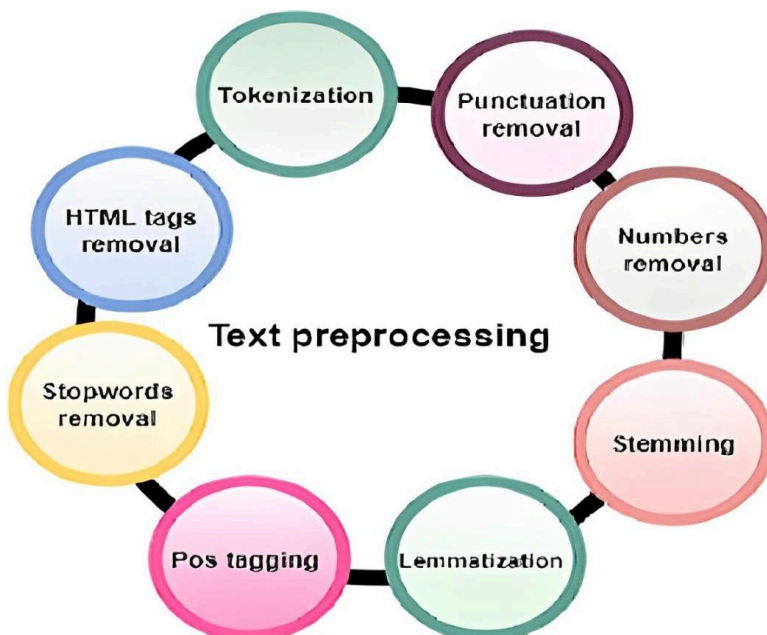 Tokenization
Punctuation
removal
HTML tags
removal
Numbers
removal
Text preprocessing
Stopwords
removal
Stemming
Pos tagging
Lemmatization